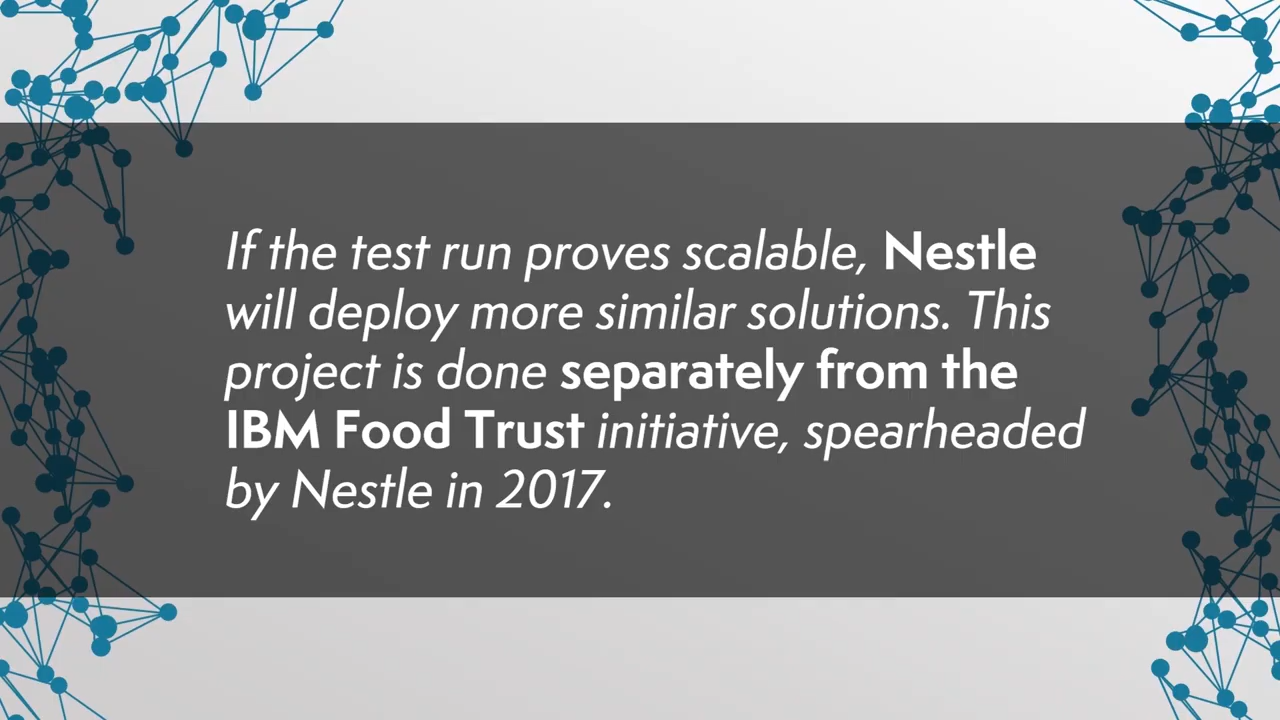 If the test run proves scalable, Nestle
will deploy more similar solutions. This
project is done separately from the
IBM Food Trust initiative, spearheaded
by Nestle in 2017.